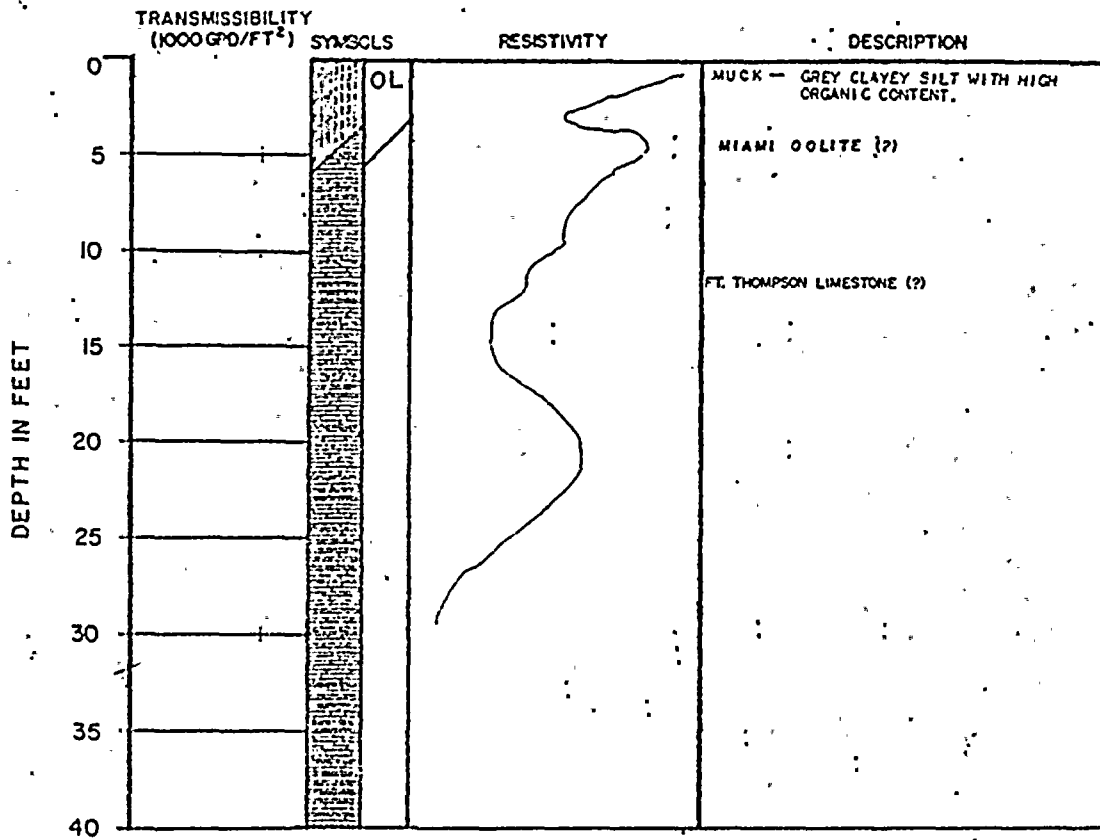 TRANSMISSIBILITY
(1000 GPD/FT²) SYMBOLS RESISTIVITY DESCRIPTION
0
OL
MUCK — GREY CLAYEY SILT WITH HIGH
ORGANIC CONTENT.
MIAMI OOLITE (?)
5
10
FT. THOMPSON LIMESTONE (?)
15
20
25
30
35
40
DEPTH IN FEET